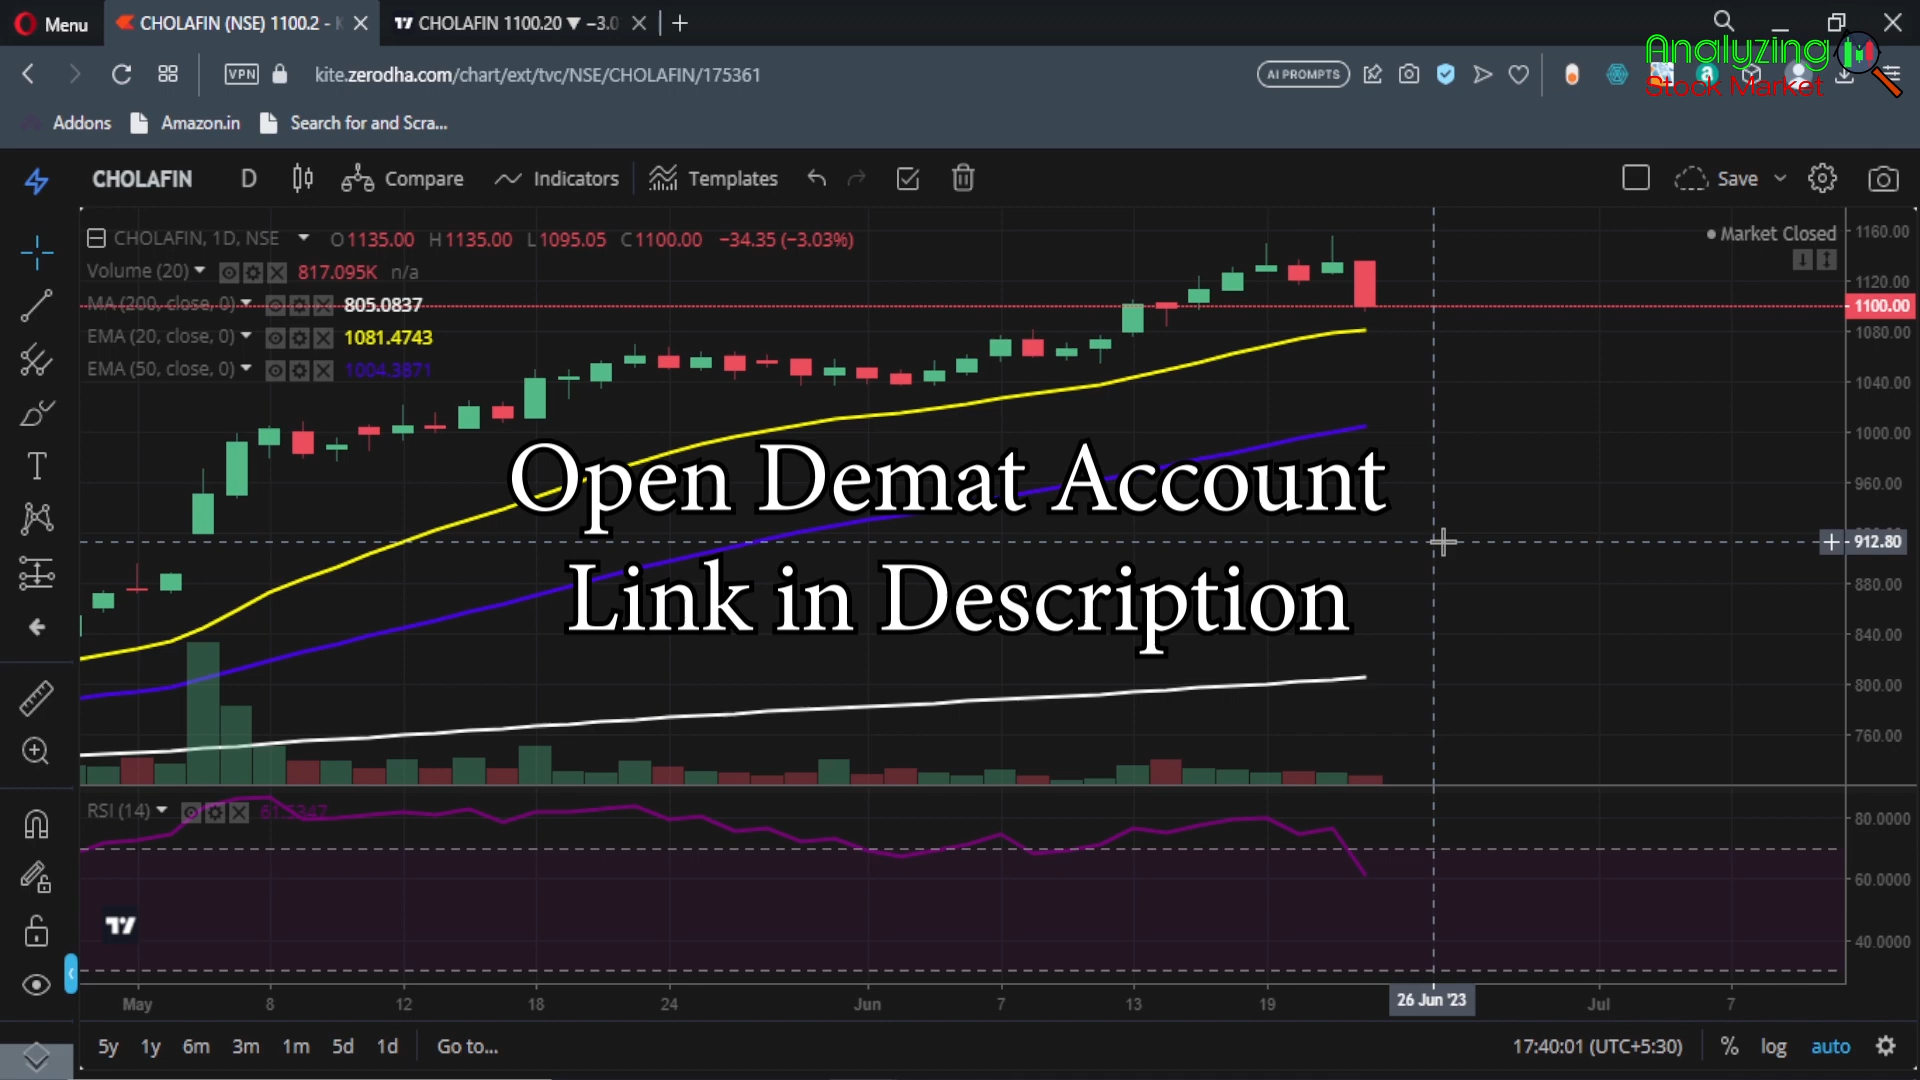 Menu
CHOLAFIN (NSE) 1100.2 -
CHOLAFIN 1100.20 ▼ −3.0
VPN
kite.zerodha.com/chart/ext/tvc/NSE/CHOLAFIN/175361
AI PROMPTS
Analyzing
Stock Market
Addons
Amazon.in
Search for and Scra...
CHOLAFIN D Compare Indicators Templates Save
CHOLAFIN, 1D, NSE O1135.00 H1135.00 L1095.05 C1100.00 −34.35 (−3.03%)
Market Closed
Volume (20) 817.095K n/a
MA (200, close, 0) 805.0837
EMA (20, close, 0) 1081.4743
EMA (50, close, 0) 1004.3871
1160.00
1120.00
1100.00
1080.00
1040.00
1000.00
960.00
912.80
880.00
840.00
800.00
760.00
Open Demat Account
Link in Description
RSI (14) 61.5347
80.0000
60.0000
40.0000
May 8 12 18 24 Jun 7 13 19 26 Jun '23 Jul 7
5y 1y 6m 3m 1m 5d 1d Go to... 17:40:01 (UTC+5:30) % log auto